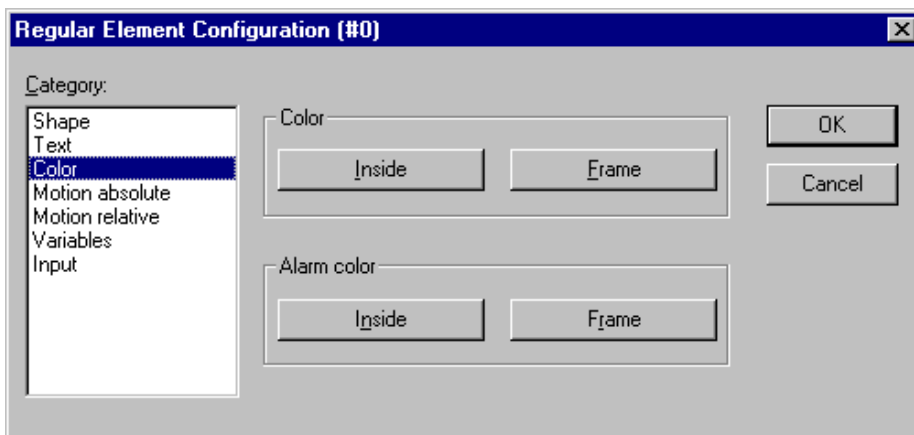 Regular Element Configuration (#0)
Category:
Shape
Text
Color
Motion absolute
Motion relative
Variables
Input
Color
Inside
Frame
Alarm color
Inside
Frame
OK
Cancel